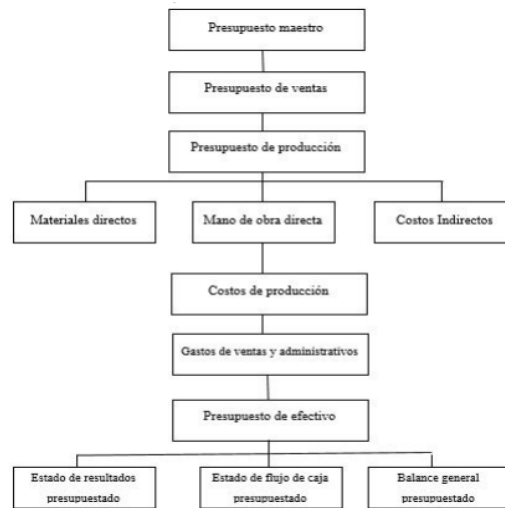 Presupuesto maestro
Presupuesto de ventas
Presupuesto de producción
Materiales directos
Mano de obra directa
Costos Indirectos
Costos de producción
Gastos de ventas y administrativos
Presupuesto de efectivo
Estado de resultados
presupuestado
Estado de flujo de caja
presupuestado
Balance general
presupuestado